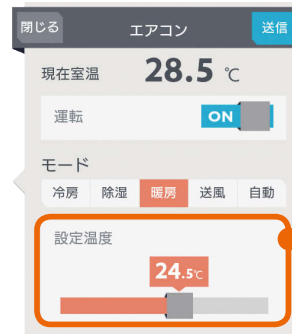 閉じる エアコン 送信
現在室温 28.5 ℃
運転 ON
モード
冷房 除湿 暖房 送風 自動
設定温度
24.5℃